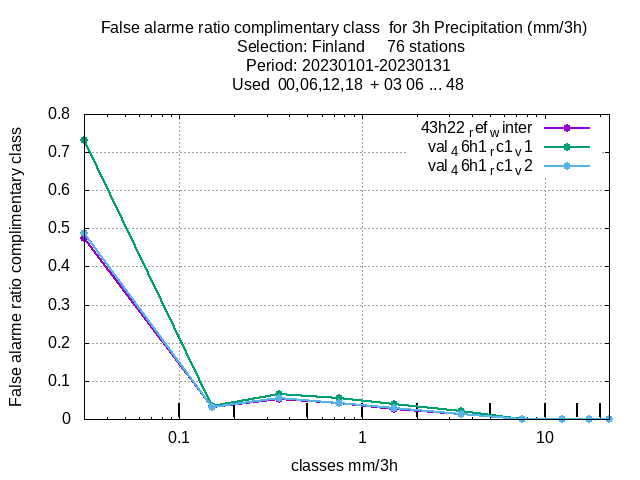 False alarme ratio complimentary class  for 3h Precipitation (mm/3h)
Selection: Finland     76 stations
Period: 20230101-20230131
Used  00,06,12,18  + 03 06 ... 48
False alarme ratio complimentary class
0.8
0.7
0.6
0.5
0.4
0.3
0.2
0.1
0
43h22_ref_winter
val_46h1_rc1_v1
val_46h1_rc1_v2
0.1 1 10
classes mm/3h